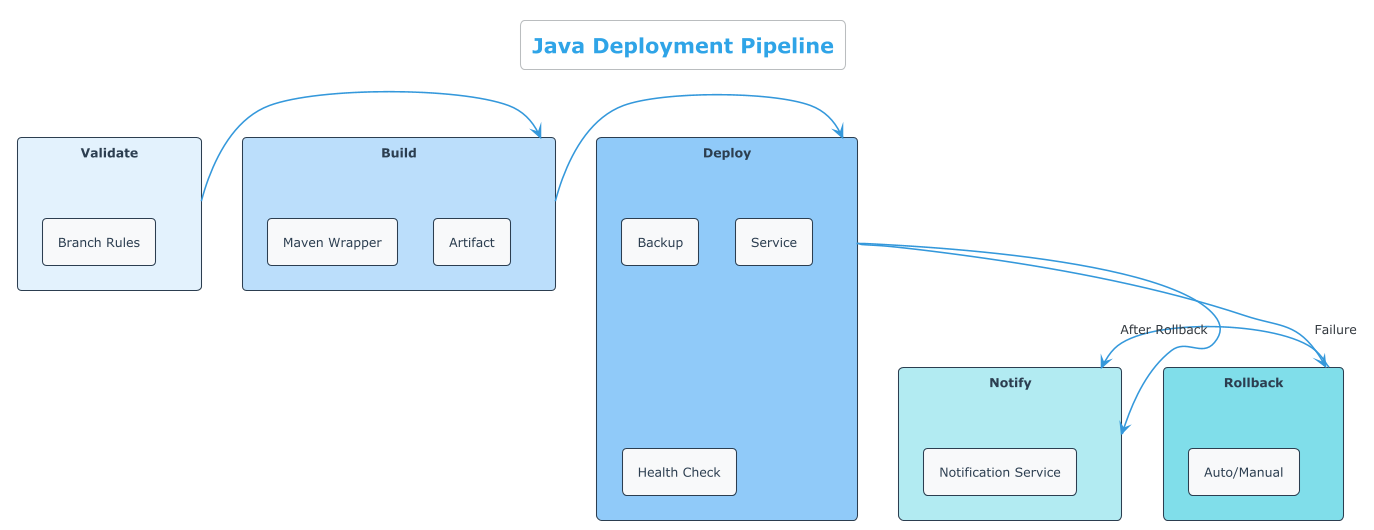 Java Deployment Pipeline
Validate
Branch Rules
Build
Maven Wrapper
Artifact
Deploy
Backup
Service
Health Check
After Rollback
Failure
Notify
Notification Service
Rollback
Auto/Manual